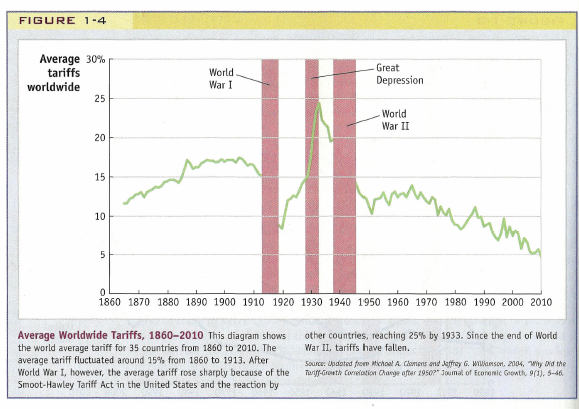 FIGURE 1-4
Average
tariffs
worldwide
30%
25
20
15
10
5
0
World
War I
Great
Depression
World
War II
1860 1870 1880 1890 1900 1910 1920 1930 1940 1950 1960 1970 1980 1990 2000 2010
Average Worldwide Tariffs, 1860–2010 This diagram shows
the world average tariff for 35 countries from 1860 to 2010. The
average tariff fluctuated around 15% from 1860 to 1913. After
World War I, however, the average tariff rose sharply because of the
Smoot-Hawley Tariff Act in the United States and the reaction by
other countries, reaching 25% by 1933. Since the end of World
War II, tariffs have fallen.
Source: Updated from Michael A. Clemens and Jeffrey G. Williamson, 2004, “Why Did the
Tariff-Growth Correlation Change after 1950?” Journal of Economic Growth, 9(1), 5–46.